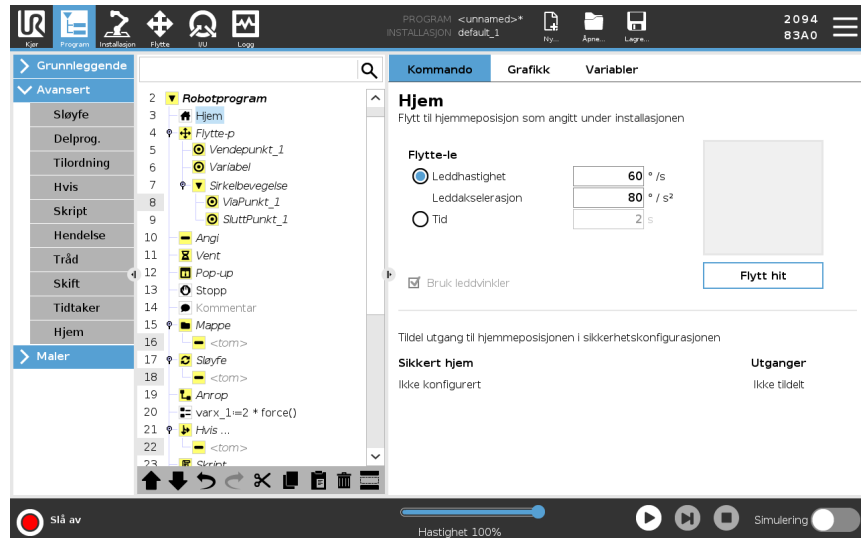 Kjør
Program
Installasjon
Flytte
I/U
Logg
PROGRAM <unnamed>*
INSTALLASJON default_1
Ny...
Åpne...
Lagre...
2094
83A0
Grunnleggende
Avansert
Sløyfe
Delprog.
Tilordning
Hvis
Skript
Hendelse
Tråd
Skift
Tidtaker
Hjem
Maler
2 Robotprogram
3 Hjem
4 Flytte-p
5 Vendepunkt_1
6 Variabel
7 Sirkelbevegelse
8 ViaPunkt_1
9 SluttPunkt_1
10 Angi
11 Vent
12 Pop-up
13 Stopp
14 Kommentar
15 Mappe
16 <tom>
17 Sløyfe
18 <tom>
19 Anrop
20 varx_1≔2 * force()
21 Hvis ...
22 <tom>
23 Skript
Kommando Grafikk Variabler
Hjem
Flytt til hjemmeposisjon som angitt under installasjonen
Flytte-le
Leddhastighet 60 ° /s
Leddakselerasjon 80 ° / s²
Tid 2 s
Bruk leddvinkler
Flytt hit
Tildel utgang til hjemmeposisjonen i sikkerhetskonfigurasjonen
Sikkert hjem Utganger
Ikke konfigurert Ikke tildelt
Slå av
Hastighet 100%
Simulering